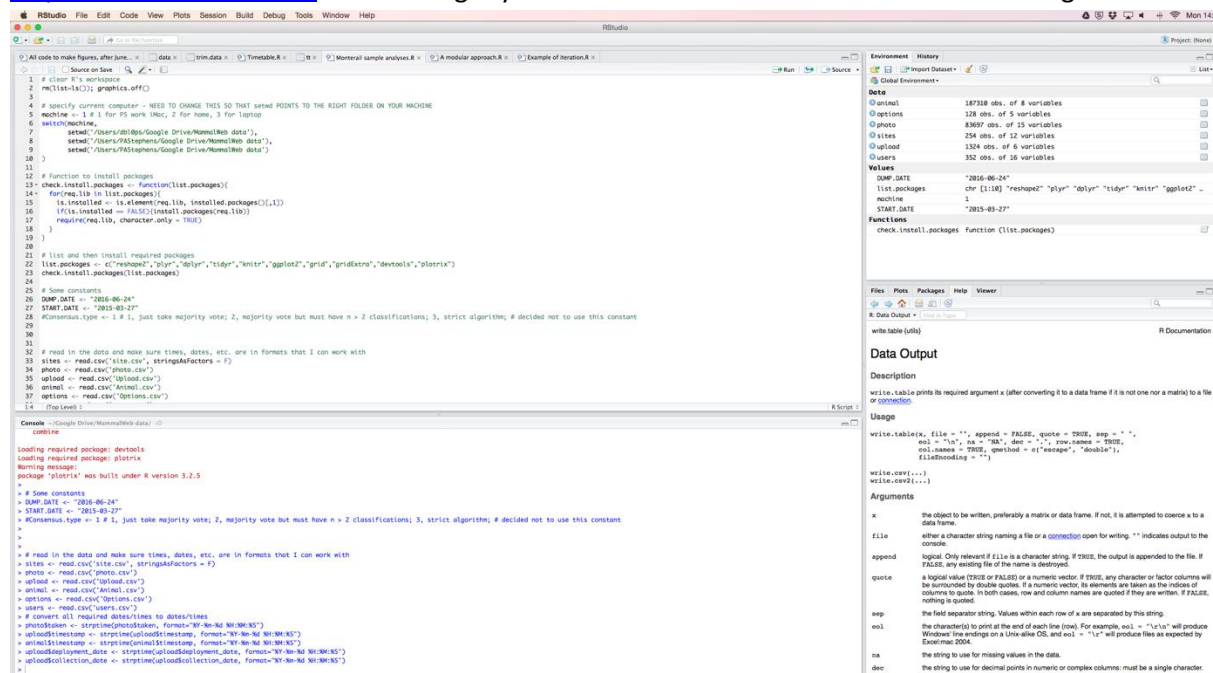 RStudio File Edit Code View Plots Session Build Debug Tools Window Help
Mon 14:
RStudio
Go to file/function
Project: (None)
All code to make figures, after June... × data × trim.data × Timetable.R × tt × Monterail sample analyses.R × A modular approach.R × Example of iteration.R ×
Source on Save
Run Source
1 # clear R's workspace
2 rm(list=ls()); graphics.off()
3
4 # specify current computer - NEED TO CHANGE THIS SO THAT setwd POINTS TO THE RIGHT FOLDER ON YOUR MACHINE
5 machine <- 1 # 1 for PS work iMac, 2 for home, 3 for laptop
6 switch(machine,
7 setwd('/Users/dbl0ps/Google Drive/MammalWeb data'),
8 setwd('/Users/PAStephens/Google Drive/MammalWeb data'),
9 setwd('/Users/PAStephens/Google Drive/MammalWeb data')
10 )
11
12 # Function to install packages
13 check.install.packages <- function(list.packages){
14 for(req.lib in list.packages){
15 is.installed <- is.element(req.lib, installed.packages()[,1])
16 if(is.installed == FALSE){install.packages(req.lib)}
17 require(req.lib, character.only = TRUE)
18 }
19 }
20
21 # list and then install required packages
22 list.packages <- c("reshape2","plyr","dplyr","tidyr","knitr","ggplot2","grid","gridExtra","devtools","plotrix")
23 check.install.packages(list.packages)
24
25 # Some constants
26 DUMP.DATE <- "2016-06-24"
27 START.DATE <- "2015-03-27"
28 #Consensus.type <- 1 # 1, just take majority vote; 2, majority vote but must have n > 2 classifications; 3, strict algorithm; # decided not to use this constant
29
30
31
32 # read in the data and make sure times, dates, etc. are in formats that I can work with
33 sites <- read.csv('site.csv', stringsAsFactors = F)
34 photo <- read.csv('photo.csv')
35 upload <- read.csv('Upload.csv')
36 animal <- read.csv('Animal.csv')
37 options <- read.csv('Options.csv')
1:4 (Top Level) R Script
Console ~/Google Drive/MammalWeb data/
combine
Loading required package: devtools
Loading required package: plotrix
Warning message:
package 'plotrix' was built under R version 3.2.5
>
> # Some constants
> DUMP.DATE <- "2016-06-24"
> START.DATE <- "2015-03-27"
> #Consensus.type <- 1 # 1, just take majority vote; 2, majority vote but must have n > 2 classifications; 3, strict algorithm; # decided not to use this constant
>
>
>
> # read in the data and make sure times, dates, etc. are in formats that I can work with
> sites <- read.csv('site.csv', stringsAsFactors = F)
> photo <- read.csv('photo.csv')
> upload <- read.csv('Upload.csv')
> animal <- read.csv('Animal.csv')
> options <- read.csv('Options.csv')
> users <- read.csv('users.csv')
> # convert all required dates/times to dates/times
> photo$taken <- strptime(photo$taken, format="%Y-%m-%d %H:%M:%S")
> upload$timestamp <- strptime(upload$timestamp, format="%Y-%m-%d %H:%M:%S")
> animal$timestamp <- strptime(animal$timestamp, format="%Y-%m-%d %H:%M:%S")
> upload$deployment_date <- strptime(upload$deployment_date, format="%Y-%m-%d %H:%M:%S")
> upload$collection_date <- strptime(upload$collection_date, format="%Y-%m-%d %H:%M:%S")
>
Environment History
Import Dataset List
Global Environment
Data
animal 187310 obs. of 8 variables
options 128 obs. of 5 variables
photo 83697 obs. of 15 variables
sites 254 obs. of 12 variables
upload 1324 obs. of 6 variables
users 352 obs. of 16 variables
Values
DUMP.DATE "2016-06-24"
list.packages chr [1:10] "reshape2" "plyr" "dplyr" "tidyr" "knitr" "ggplot2" …
machine 1
START.DATE "2015-03-27"
Functions
check.install.packages function (list.packages)
Files Plots Packages Help Viewer
R: Data Output Find in Topic
write.table {utils} R Documentation
Data Output
Description
write.table prints its required argument x (after converting it to a data frame if it is not one nor a matrix) to a file
or connection.
Usage
write.table(x, file = "", append = FALSE, quote = TRUE, sep = " ",
eol = "\n", na = "NA", dec = ".", row.names = TRUE,
col.names = TRUE, qmethod = c("escape", "double"),
fileEncoding = "")
write.csv(...)
write.csv2(...)
Arguments
x the object to be written, preferably a matrix or data frame. If not, it is attempted to coerce x to a
data frame.
file either a character string naming a file or a connection open for writing. "" indicates output to the
console.
append logical. Only relevant if file is a character string. If TRUE, the output is appended to the file. If
FALSE, any existing file of the name is destroyed.
quote a logical value (TRUE or FALSE) or a numeric vector. If TRUE, any character or factor columns will
be surrounded by double quotes. If a numeric vector, its elements are taken as the indices of
columns to quote. In both cases, row and column names are quoted if they are written. If FALSE,
nothing is quoted.
sep the field separator string. Values within each row of x are separated by this string.
eol the character(s) to print at the end of each line (row). For example, eol = "\r\n" will produce
Windows' line endings on a Unix-alike OS, and eol = "\r" will produce files as expected by
Excel:mac 2004.
na the string to use for missing values in the data.
dec the string to use for decimal points in numeric or complex columns: must be a single character.